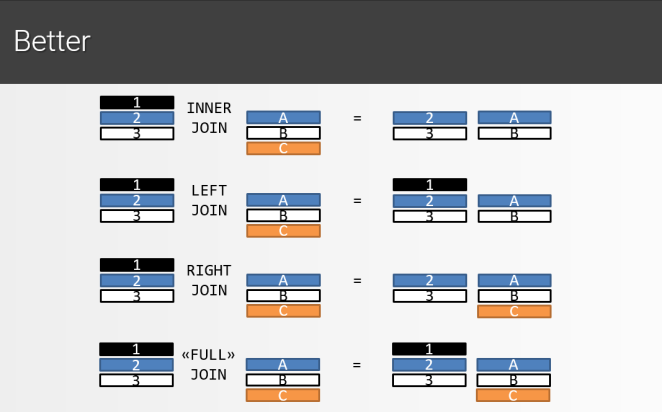 Better
1
2 INNER JOIN A = 2 A
3 B 3 B
C
1 1
2 LEFT JOIN A = 2 A
3 B 3 B
C
1
2 RIGHT JOIN A = 2 A
3 B 3 B
C C
1 1
2 «FULL» JOIN A = 2 A
3 B 3 B
C C